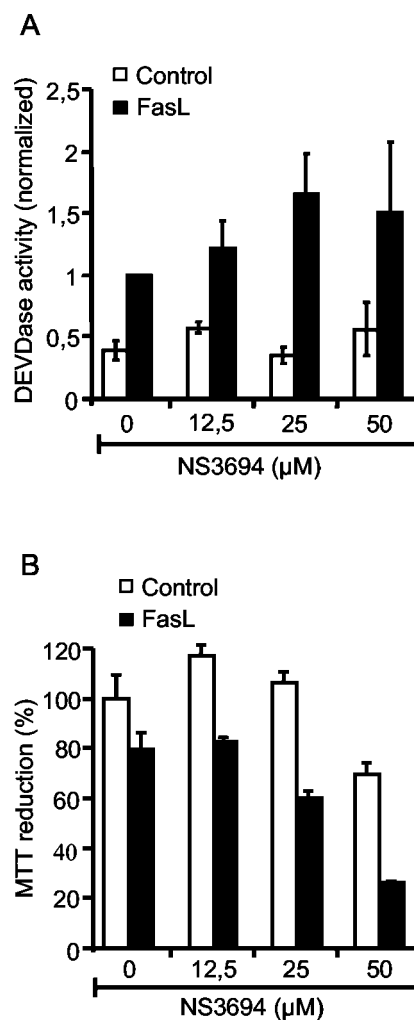 A
Control
FasL
DEVDase activity (normalized)
2,5
2
1,5
1
0,5
0
0 12,5 25 50
NS3694 (µM)
B
Control
FasL
MTT reduction (%)
120
100
80
60
40
20
0
0 12,5 25 50
NS3694 (µM)